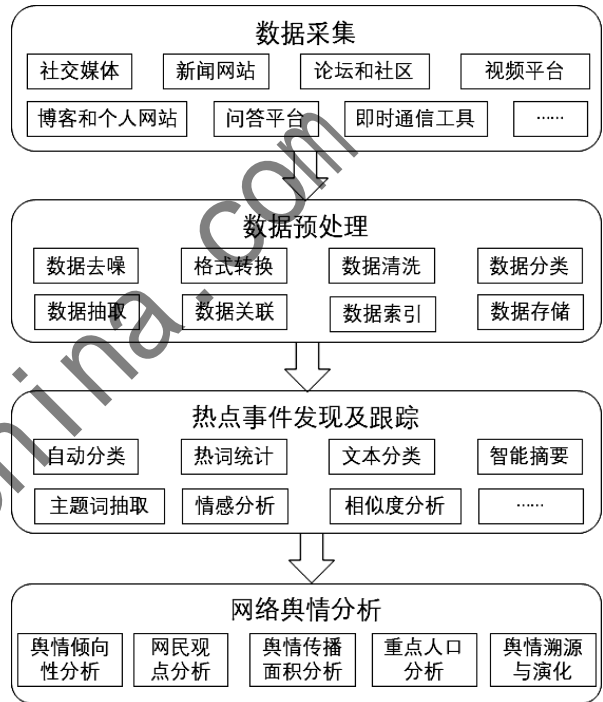 数据采集
社交媒体 新闻网站 论坛和社区 视频平台
博客和个人网站 问答平台 即时通信工具 ……
数据预处理
数据去噪 格式转换 数据清洗 数据分类
数据抽取 数据关联 数据索引 数据存储
热点事件发现及跟踪
自动分类 热词统计 文本分类 智能摘要
主题词抽取 情感分析 相似度分析 ……
网络舆情分析
舆情倾向 网民观 舆情传播 重点人口 舆情溯源
性分析 点分析 面积分析 分析 与演化
hina.com